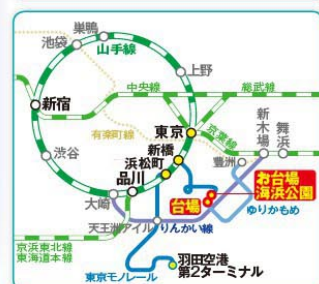 巣鴨
池袋
山手線
上野
中央線
総武線
新宿
有楽町線
東京
京葉線
新木場
舞浜
新橋
浜松町
豊洲
渋谷
品川
お台場
海浜公園
台場
大崎
ゆりかもめ
天王洲アイル
りんかい線
京浜東北線
東海道本線
羽田空港
第2ターミナル
東京モノレール